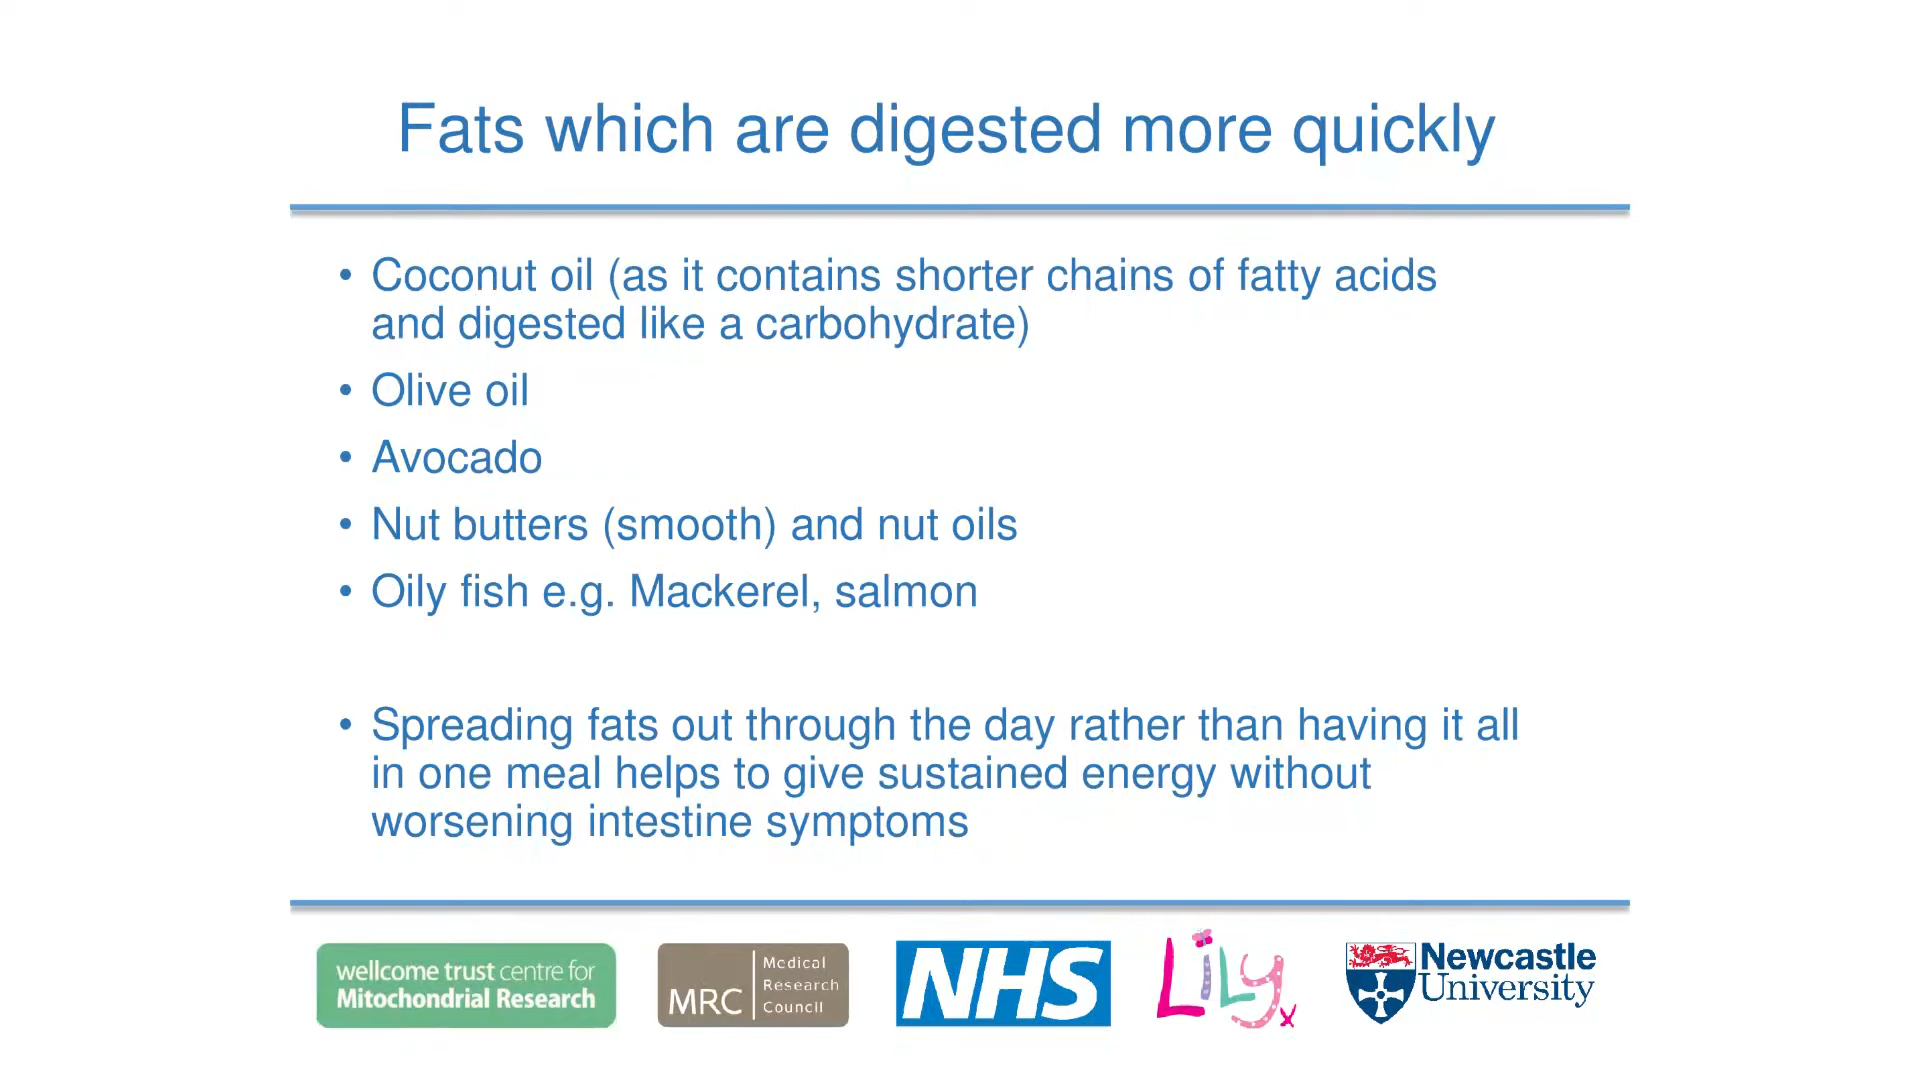 Fats which are digested more quickly
• Coconut oil (as it contains shorter chains of fatty acids
and digested like a carbohydrate)
• Olive oil
• Avocado
• Nut butters (smooth) and nut oils
• Oily fish e.g. Mackerel, salmon
• Spreading fats out through the day rather than having it all
in one meal helps to give sustained energy without
worsening intestine symptoms
wellcome trust centre for
Mitochondrial Research
MRC
Medical
Research
Council
NHS
Lily x
Newcastle
University